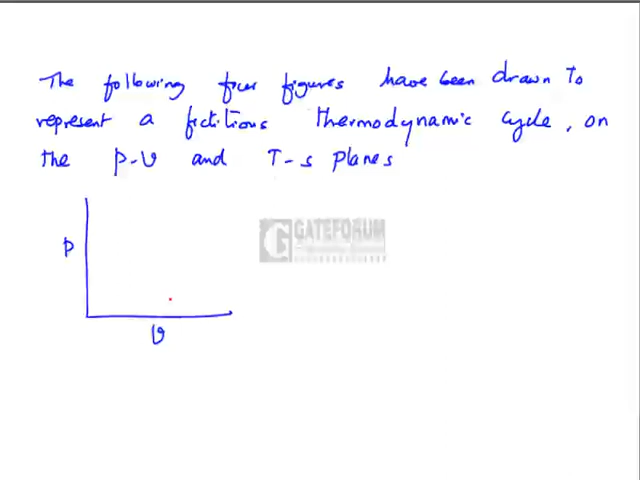 The following four figures have been drawn to
represent a fictitious thermodynamic cycle, on
the p-v and T-s planes
GATEFORUM
p
v